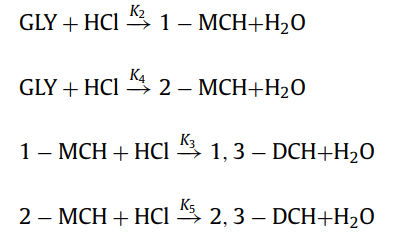 GLY + HCl K₂→ 1 – MCH+H₂O
GLY + HCl K₄→ 2 – MCH+H₂O
1 – MCH + HCl K₃→ 1, 3 – DCH+H₂O
2 – MCH + HCl K₅→ 2, 3 – DCH+H₂O